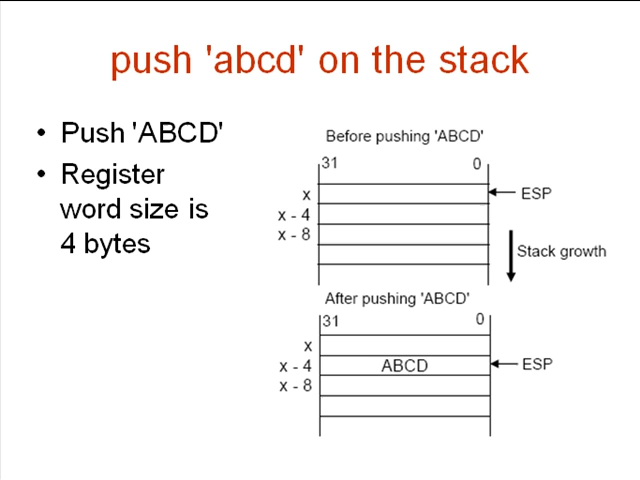 push 'abcd' on the stack
• Push 'ABCD'
• Register
word size is
4 bytes
Before pushing 'ABCD'
31 0
x ESP
x - 4
x - 8
Stack growth
After pushing 'ABCD'
31 0
x
x - 4 ABCD ESP
x - 8